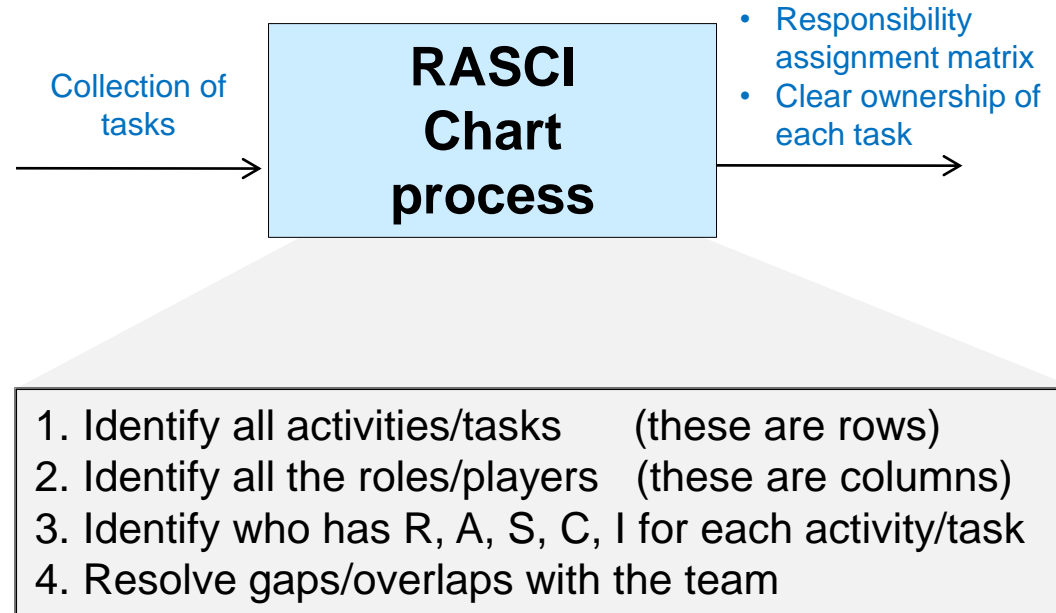 Collection of
tasks
RASCI
Chart
process
• Responsibility
assignment matrix
• Clear ownership of
each task
1. Identify all activities/tasks (these are rows)
2. Identify all the roles/players (these are columns)
3. Identify who has R, A, S, C, I for each activity/task
4. Resolve gaps/overlaps with the team